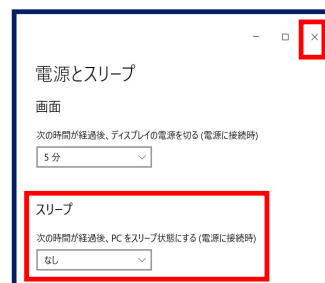 電源とスリープ
画面
次の時間が経過後、ディスプレイの電源を切る (電源に接続時)
5 分
スリープ
次の時間が経過後、PC をスリープ状態にする (電源に接続時)
なし